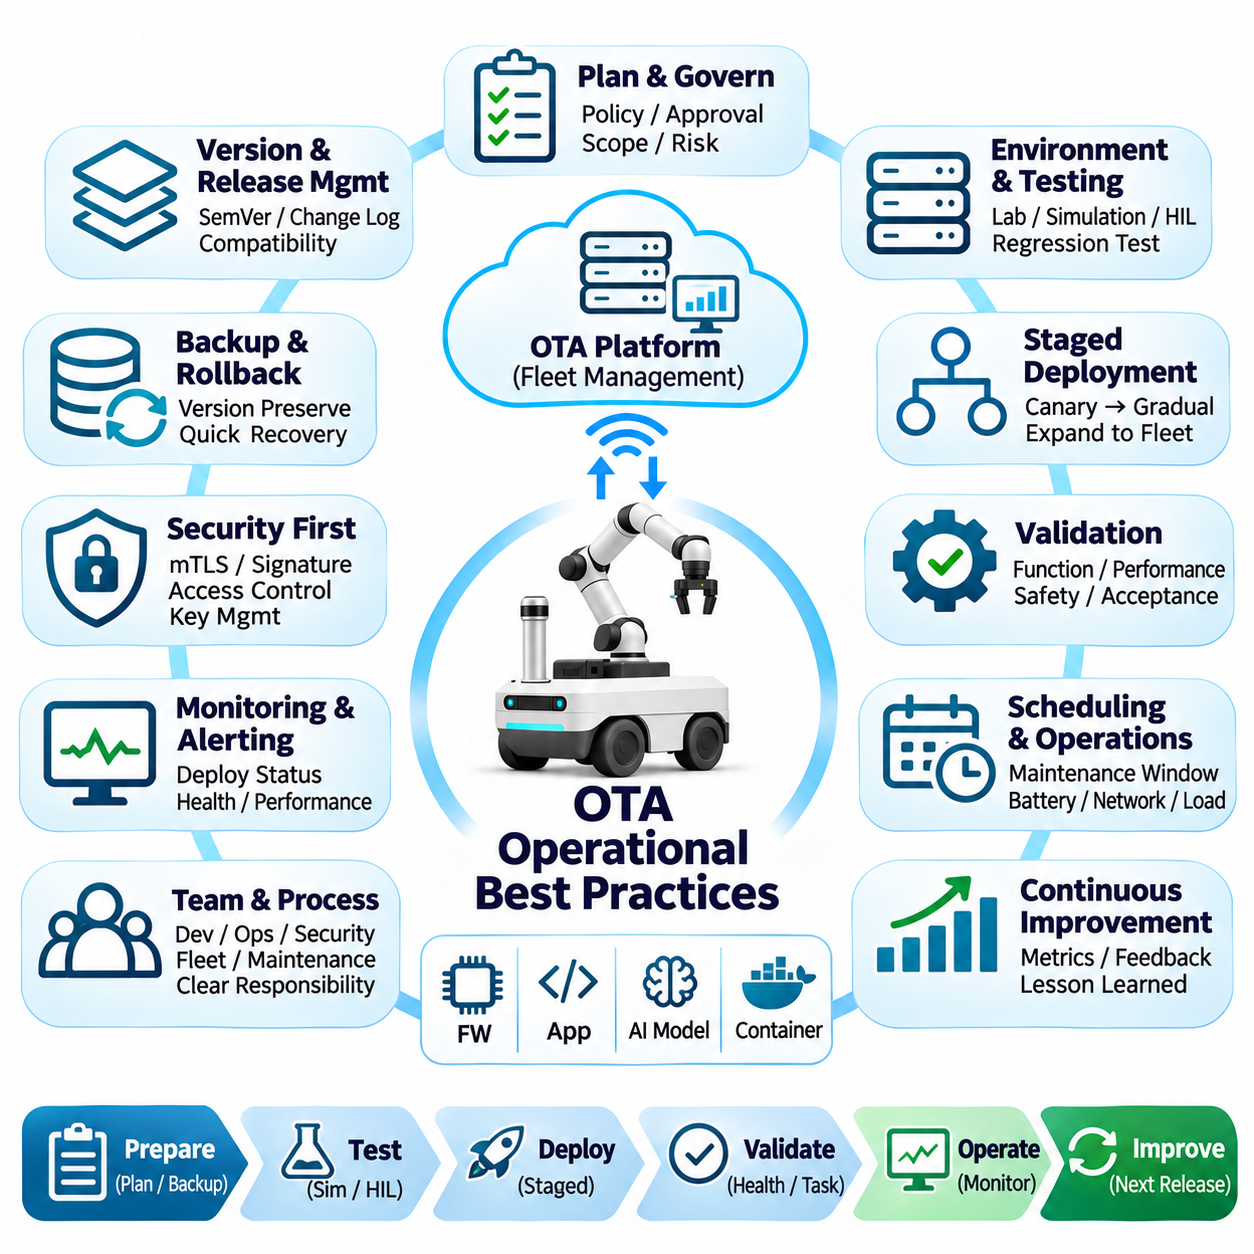 Plan & Govern
Policy / Approval
Scope / Risk
Version &
Release Mgmt
SemVer / Change Log
Compatibility
Environment
& Testing
Lab / Simulation / HIL
Regression Test
OTA Platform
(Fleet Management)
Backup &
Rollback
Version Preserve
Quick Recovery
Staged
Deployment
Canary → Gradual
Expand to Fleet
Security First
mTLS / Signature
Access Control
Key Mgmt
Validation
Function / Performance
Safety / Acceptance
Monitoring &
Alerting
Deploy Status
Health / Performance
Scheduling
& Operations
Maintenance Window
Battery / Network / Load
OTA
Operational
Best Practices
Team & Process
Dev / Ops / Security
Fleet / Maintenance
Clear Responsibility
Continuous
Improvement
Metrics / Feedback
Lesson Learned
FW
App
AI Model
Container
Prepare
(Plan / Backup)
Test
(Sim / HIL)
Deploy
(Staged)
Validate
(Health / Task)
Operate
(Monitor)
Improve
(Next Release)